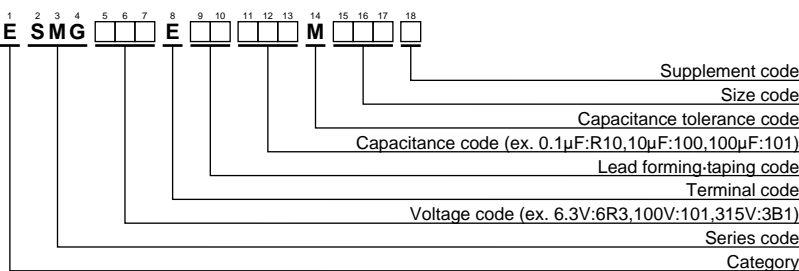 1 2 3 4 5 6 7 8 9 10 11 12 13 14 15 16 17 18
E S M G □ □ □ E □ □ □ □ □ M □ □ □ □
Supplement code
Size code
Capacitance tolerance code
Capacitance code (ex. 0.1µF:R10,10µF:100,100µF:101)
Lead forming·taping code
Terminal code
Voltage code (ex. 6.3V:6R3,100V:101,315V:3B1)
Series code
Category